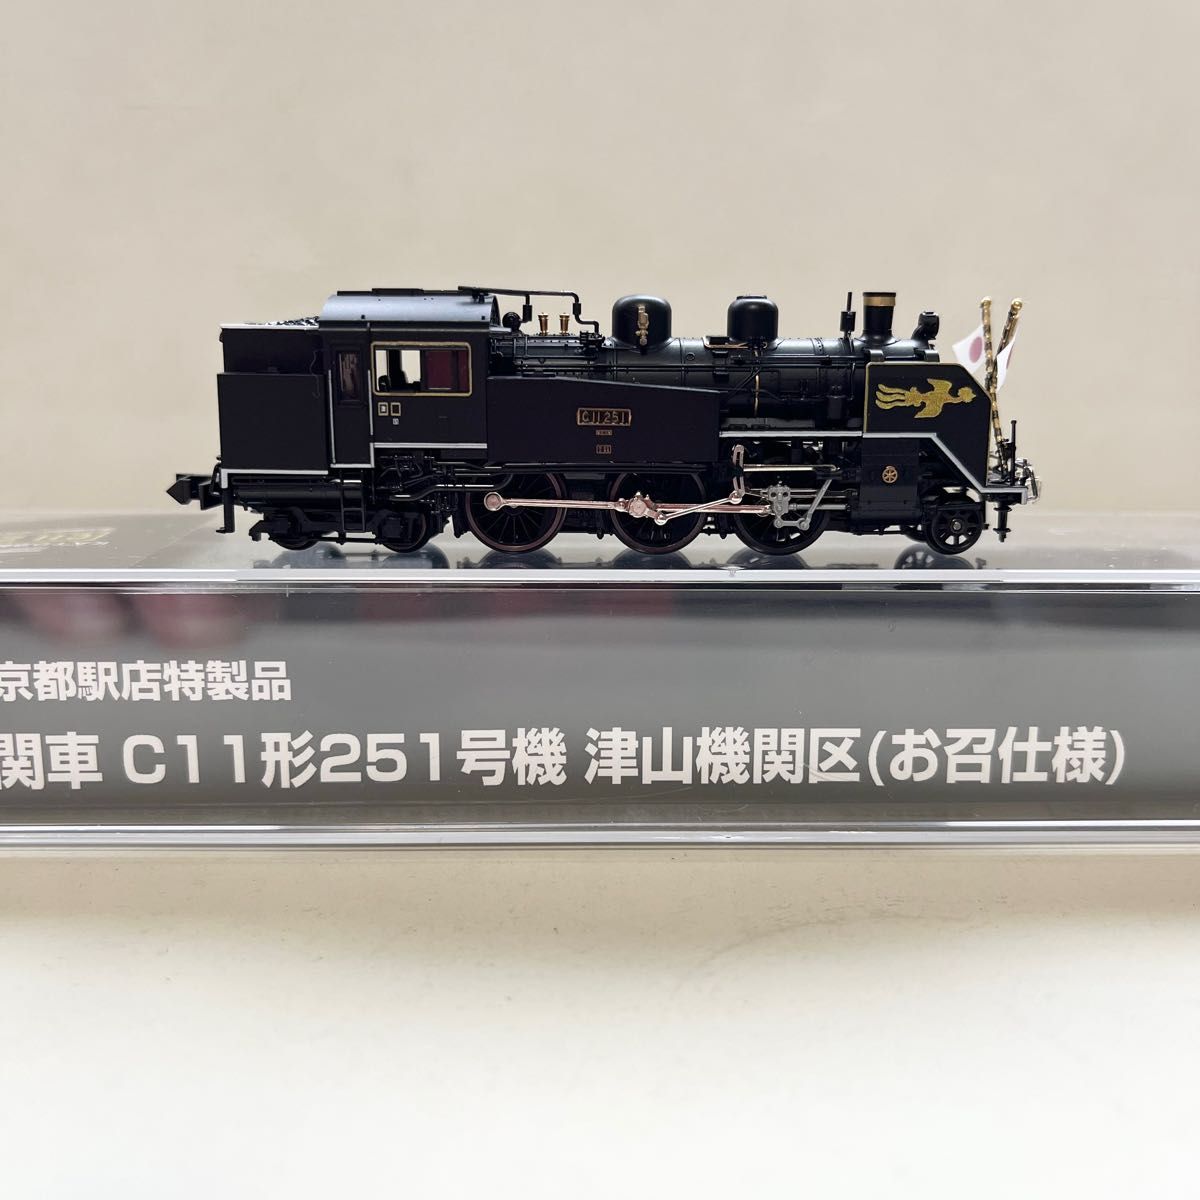 C11 251
京都駅店特製品
関車 C11形251号機 津山機関区(お召仕様)